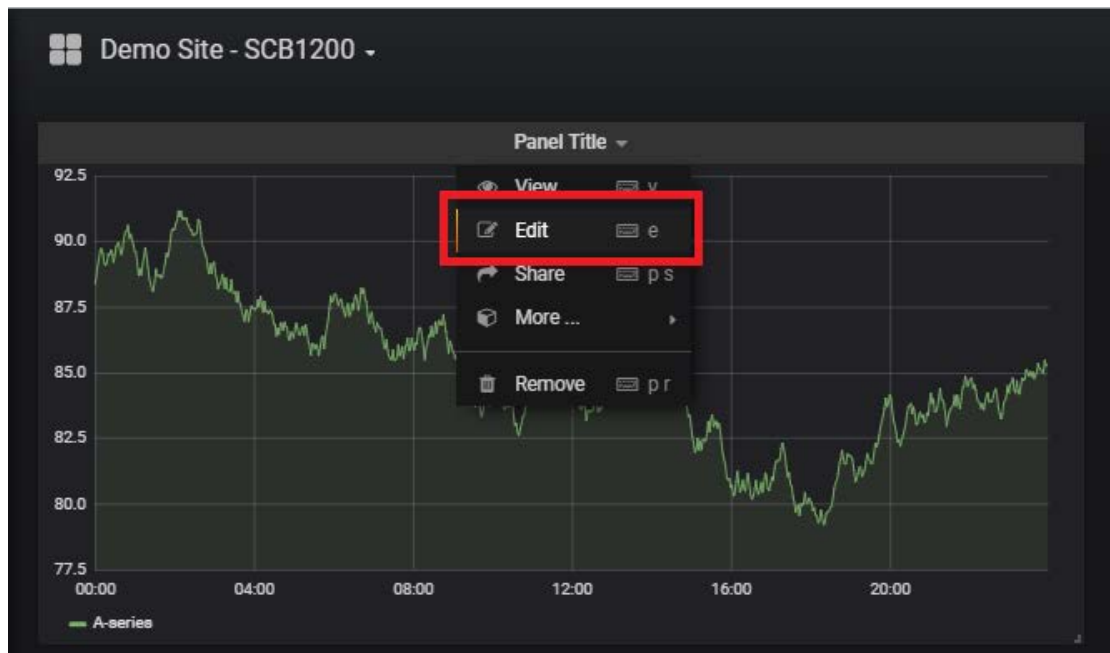 Demo Site - SCB1200
Panel Title
92.5
View v
90.0
Edit e
Share p s
87.5
More ...
85.0
Remove p r
82.5
80.0
77.5
00:00 04:00 08:00 12:00 16:00 20:00
A-series